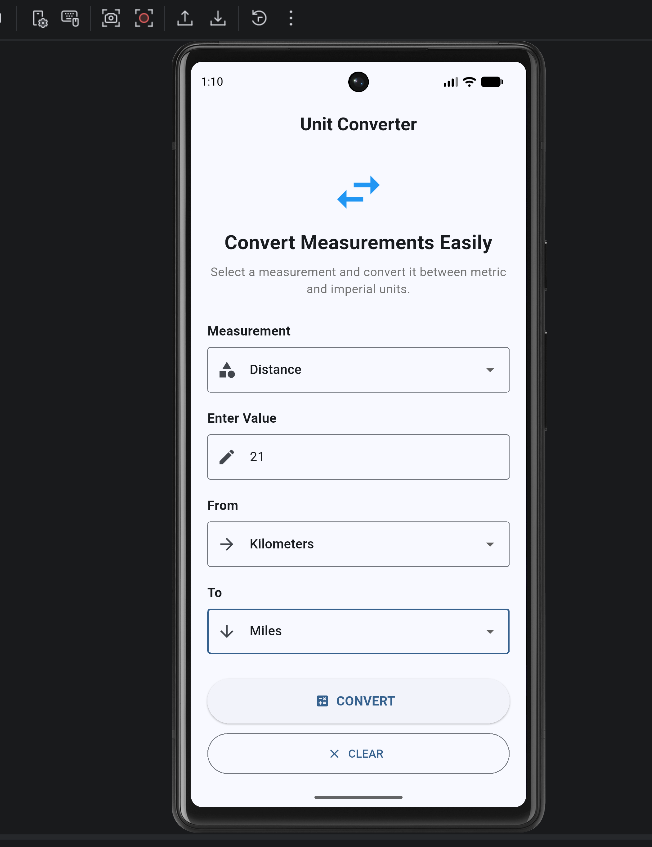 1:10
Unit Converter
Convert Measurements Easily
Select a measurement and convert it between metric
and imperial units.
Measurement
Distance
Enter Value
21
From
Kilometers
To
Miles
CONVERT
CLEAR